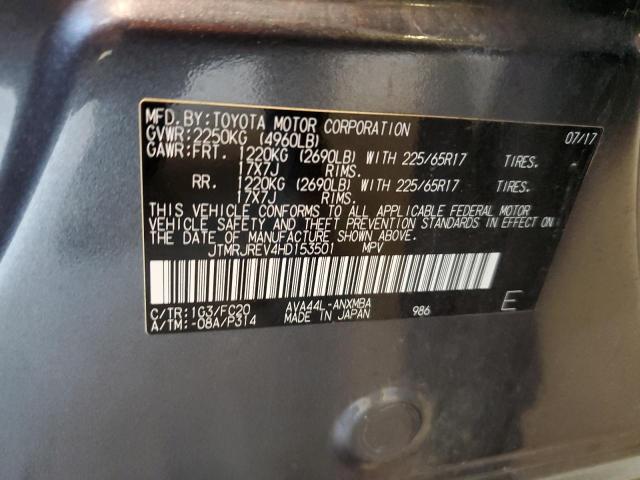 MFD. BY: TOYOTA MOTOR CORPORATION 07/17
GVWR: 2250KG (4960LB)
GAWR: FRT. 1220KG (2690LB) WITH 225/65R17 TIRES.
17X7J RIMS.
RR. 1220KG (2690LB) WITH 225/65R17 TIRES.
17X7J RIMS.
THIS VEHICLE CONFORMS TO ALL APPLICABLE FEDERAL MOTOR
VEHICLE SAFETY AND THEFT PREVENTION STANDARDS IN EFFECT ON
THE DATE OF MANUFACTURE SHOWN ABOVE.
JTMRJREV4HD153501 MPV
C/TR: 1G3/FC20 AVA44L-ANXMBA
A/TM: -08A/P314 MADE IN JAPAN 986 E